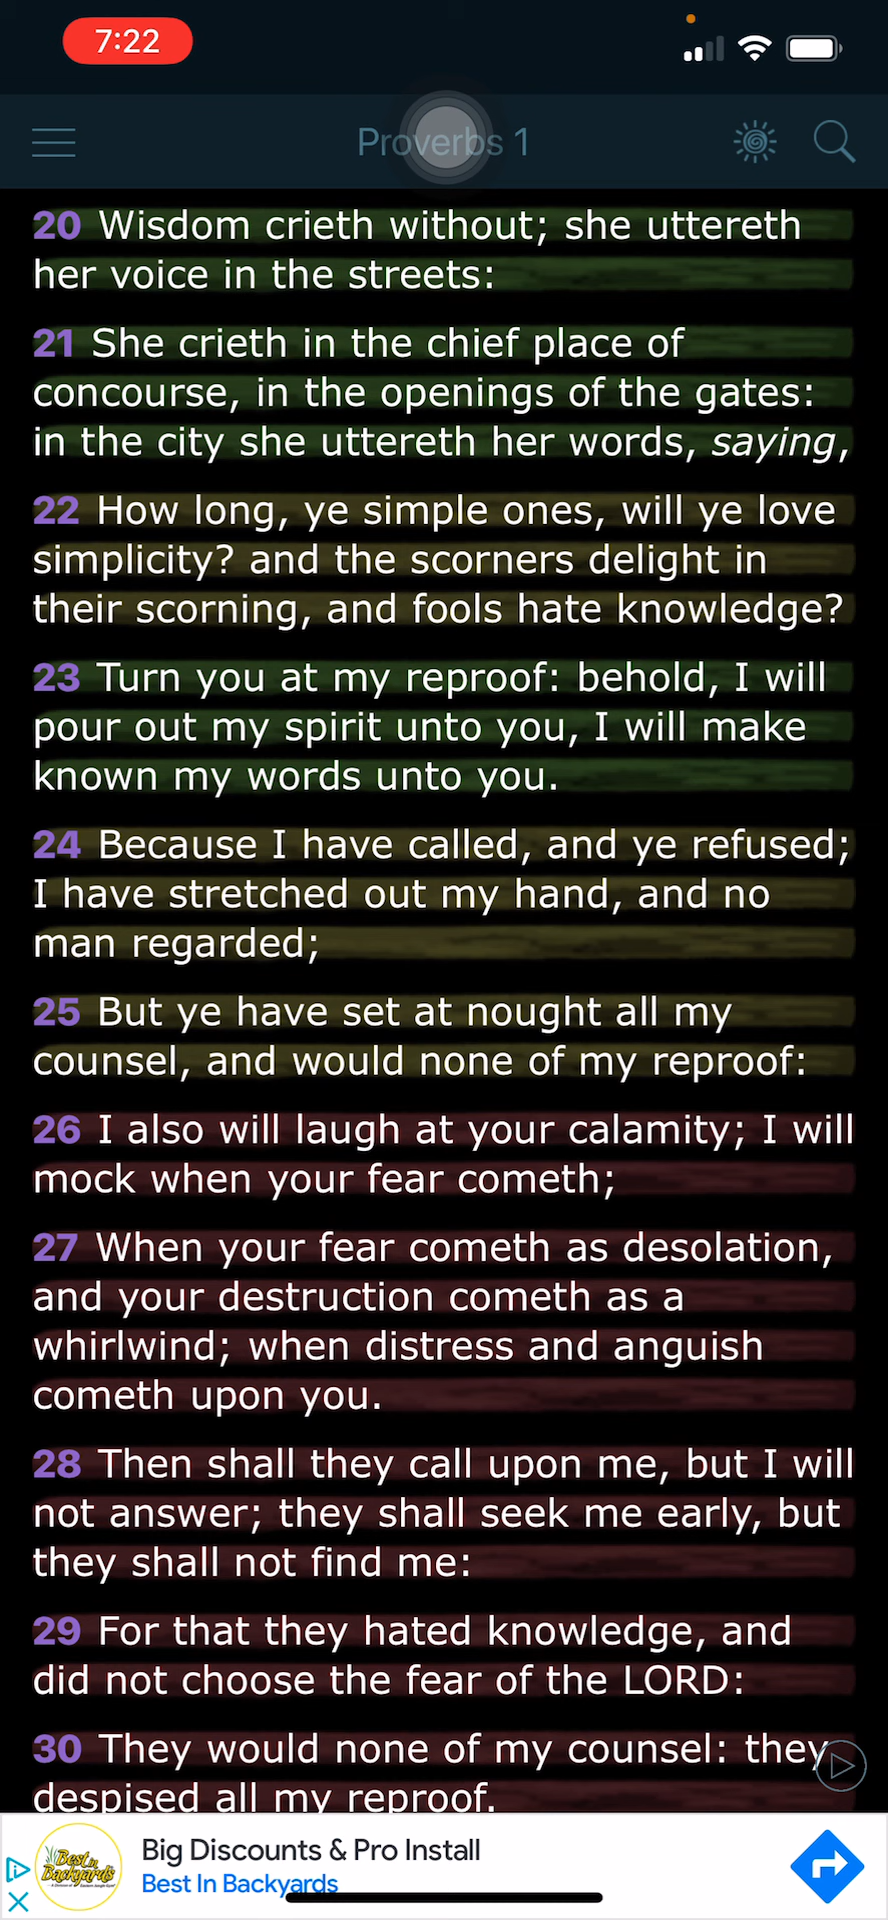 7:22
Proverbs 1
20 Wisdom crieth without; she uttereth
her voice in the streets:
21 She crieth in the chief place of
concourse, in the openings of the gates:
in the city she uttereth her words, saying,
22 How long, ye simple ones, will ye love
simplicity? and the scorners delight in
their scorning, and fools hate knowledge?
23 Turn you at my reproof: behold, I will
pour out my spirit unto you, I will make
known my words unto you.
24 Because I have called, and ye refused;
I have stretched out my hand, and no
man regarded;
25 But ye have set at nought all my
counsel, and would none of my reproof:
26 I also will laugh at your calamity; I will
mock when your fear cometh;
27 When your fear cometh as desolation,
and your destruction cometh as a
whirlwind; when distress and anguish
cometh upon you.
28 Then shall they call upon me, but I will
not answer; they shall seek me early, but
they shall not find me:
29 For that they hated knowledge, and
did not choose the fear of the LORD:
30 They would none of my counsel: they
despised all my reproof.
Best in
Backyards
Big Discounts & Pro Install
Best In Backyards